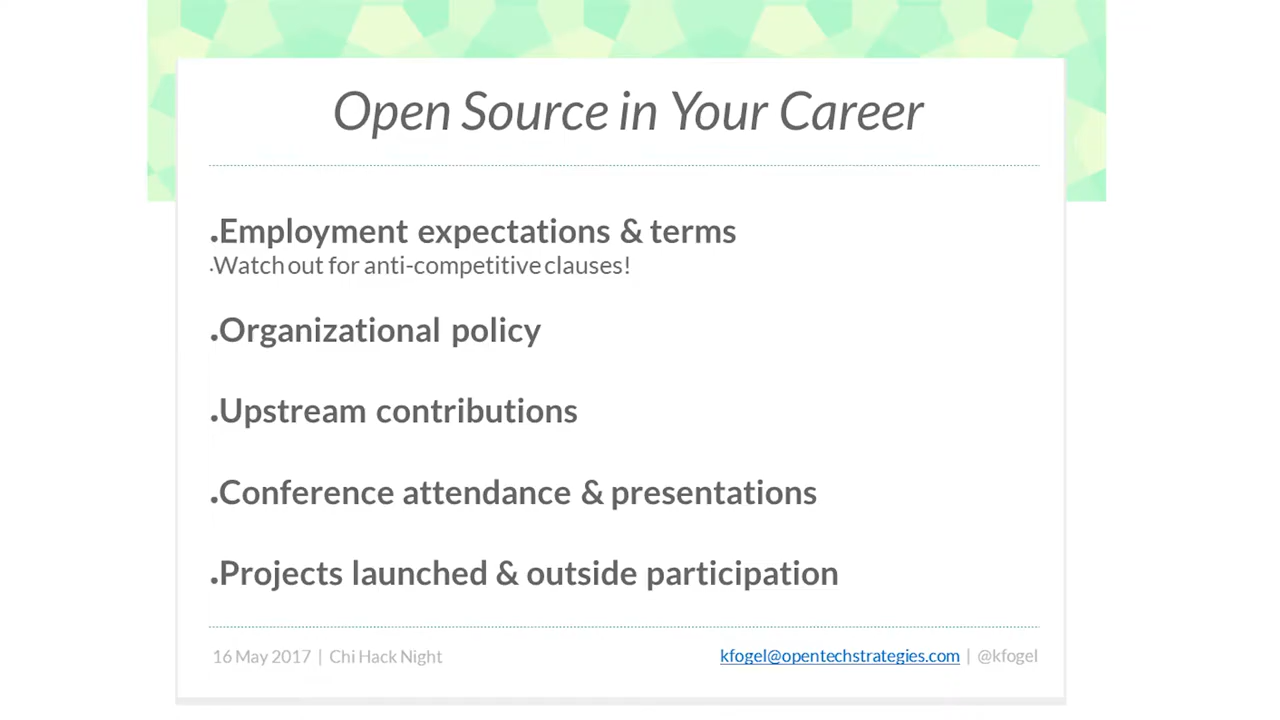 Open Source in Your Career
.Employment expectations & terms
.Watch out for anti-competitive clauses!
.Organizational policy
.Upstream contributions
.Conference attendance & presentations
.Projects launched & outside participation
16 May 2017 | Chi Hack Night
kfogel@opentechstrategies.com | @kfogel